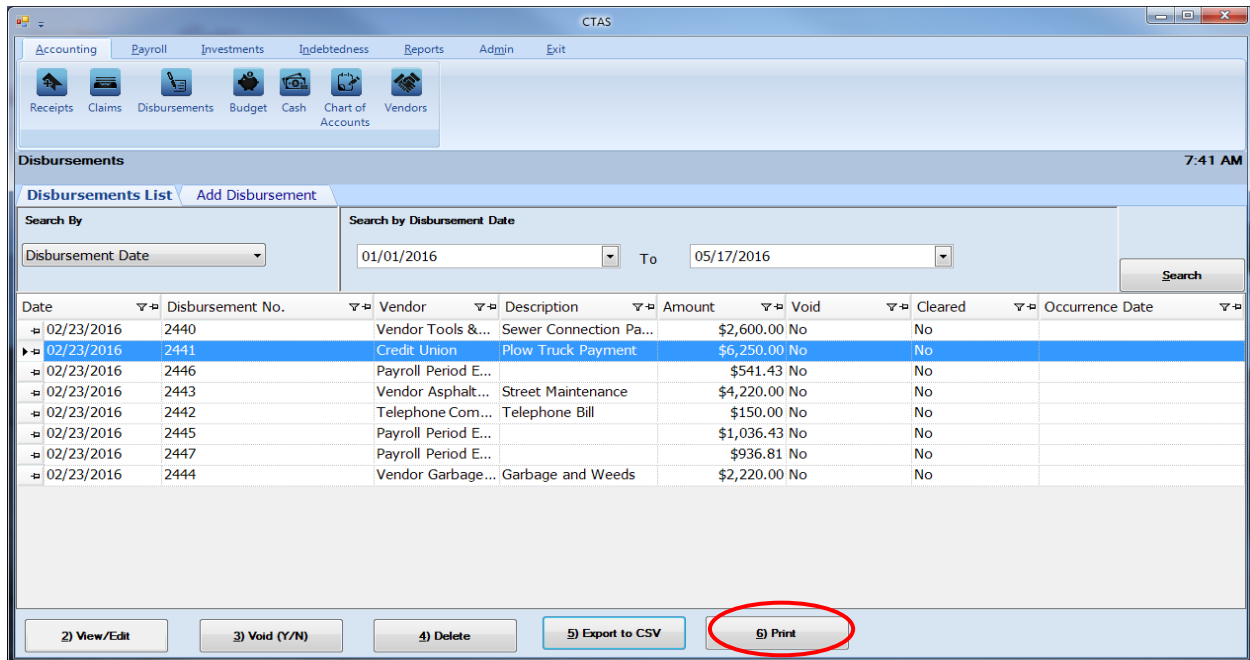 CTAS
Accounting Payroll Investments Indebtedness Reports Admin Exit
Receipts Claims Disbursements Budget Cash Chart of Accounts Vendors
Disbursements 7:41 AM
Disbursements List Add Disbursement
Search By Search by Disbursement Date
Disbursement Date 01/01/2016 To 05/17/2016
Search
Date Disbursement No. Vendor Description Amount Void Cleared Occurrence Date
02/23/2016 2440 Vendor Tools &... Sewer Connection Pa... $2,600.00 No No
02/23/2016 2441 Credit Union Plow Truck Payment $6,250.00 No No
02/23/2016 2446 Payroll Period E... $541.43 No No
02/23/2016 2443 Vendor Asphalt... Street Maintenance $4,220.00 No No
02/23/2016 2442 Telephone Com... Telephone Bill $150.00 No No
02/23/2016 2445 Payroll Period E... $1,036.43 No No
02/23/2016 2447 Payroll Period E... $936.81 No No
02/23/2016 2444 Vendor Garbage... Garbage and Weeds $2,220.00 No No
2) View/Edit 3) Void (Y/N) 4) Delete 5) Export to CSV 6) Print